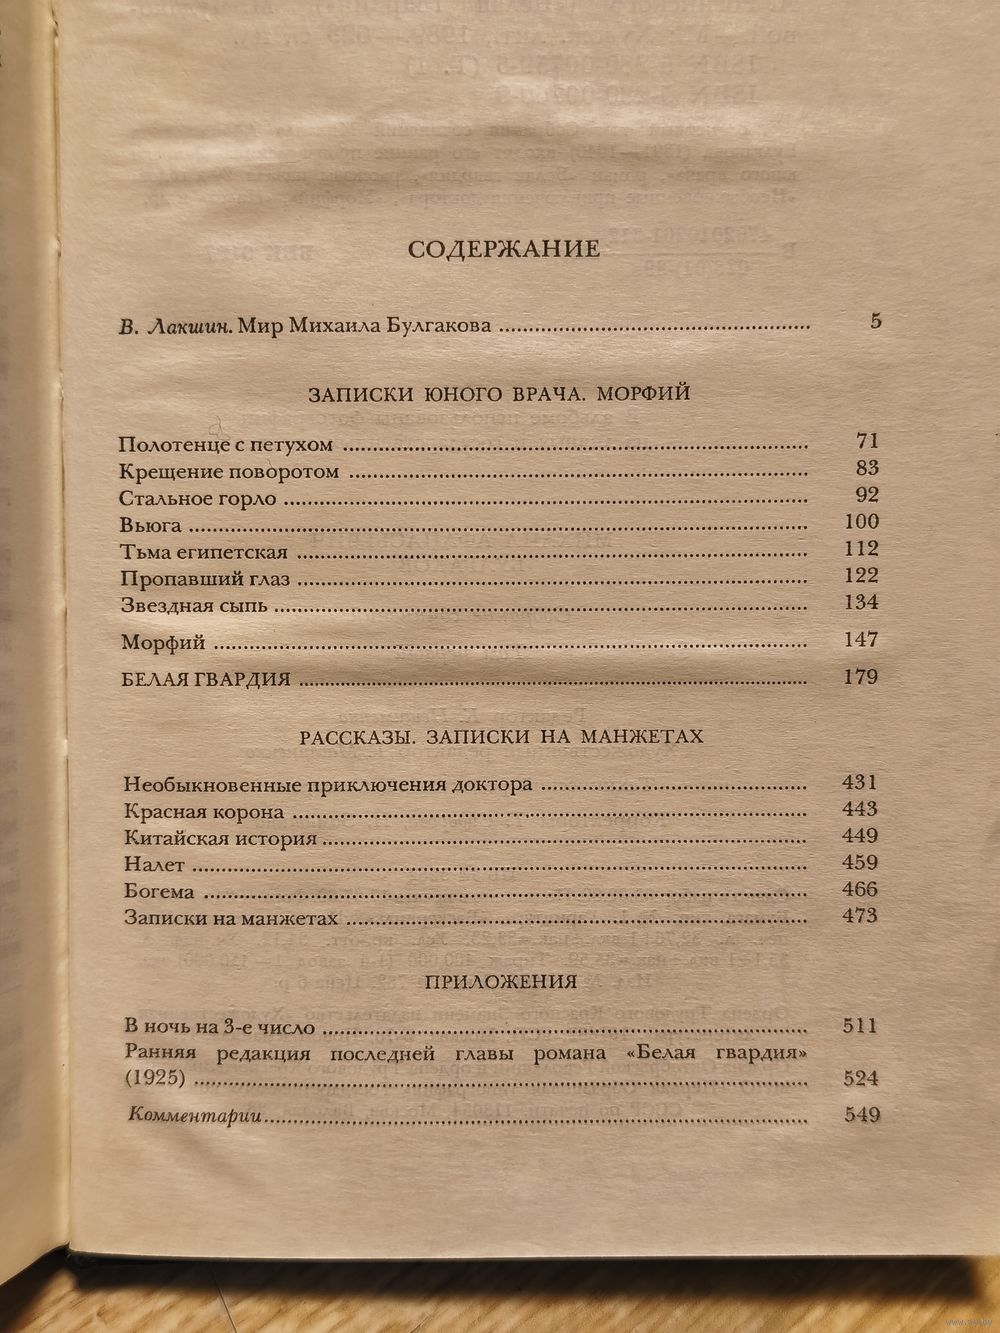 СОДЕРЖАНИЕ
В. Лакшин. Мир Михаила Булгакова ........ 5
ЗАПИСКИ ЮНОГО ВРАЧА. МОРФИЙ
Полотенце с петухом ........ 71
Крещение поворотом ........ 83
Стальное горло ........ 92
Вьюга ........ 100
Тьма египетская ........ 112
Пропавший глаз ........ 122
Звездная сыпь ........ 134
Морфий ........ 147
БЕЛАЯ ГВАРДИЯ ........ 179
РАССКАЗЫ. ЗАПИСКИ НА МАНЖЕТАХ
Необыкновенные приключения доктора ........ 431
Красная корона ........ 443
Китайская история ........ 449
Налет ........ 459
Богема ........ 466
Записки на манжетах ........ 473
ПРИЛОЖЕНИЯ
В ночь на 3-е число ........ 511
Ранняя редакция последней главы романа «Белая гвардия»
(1925) ........ 524
Комментарии ........ 549